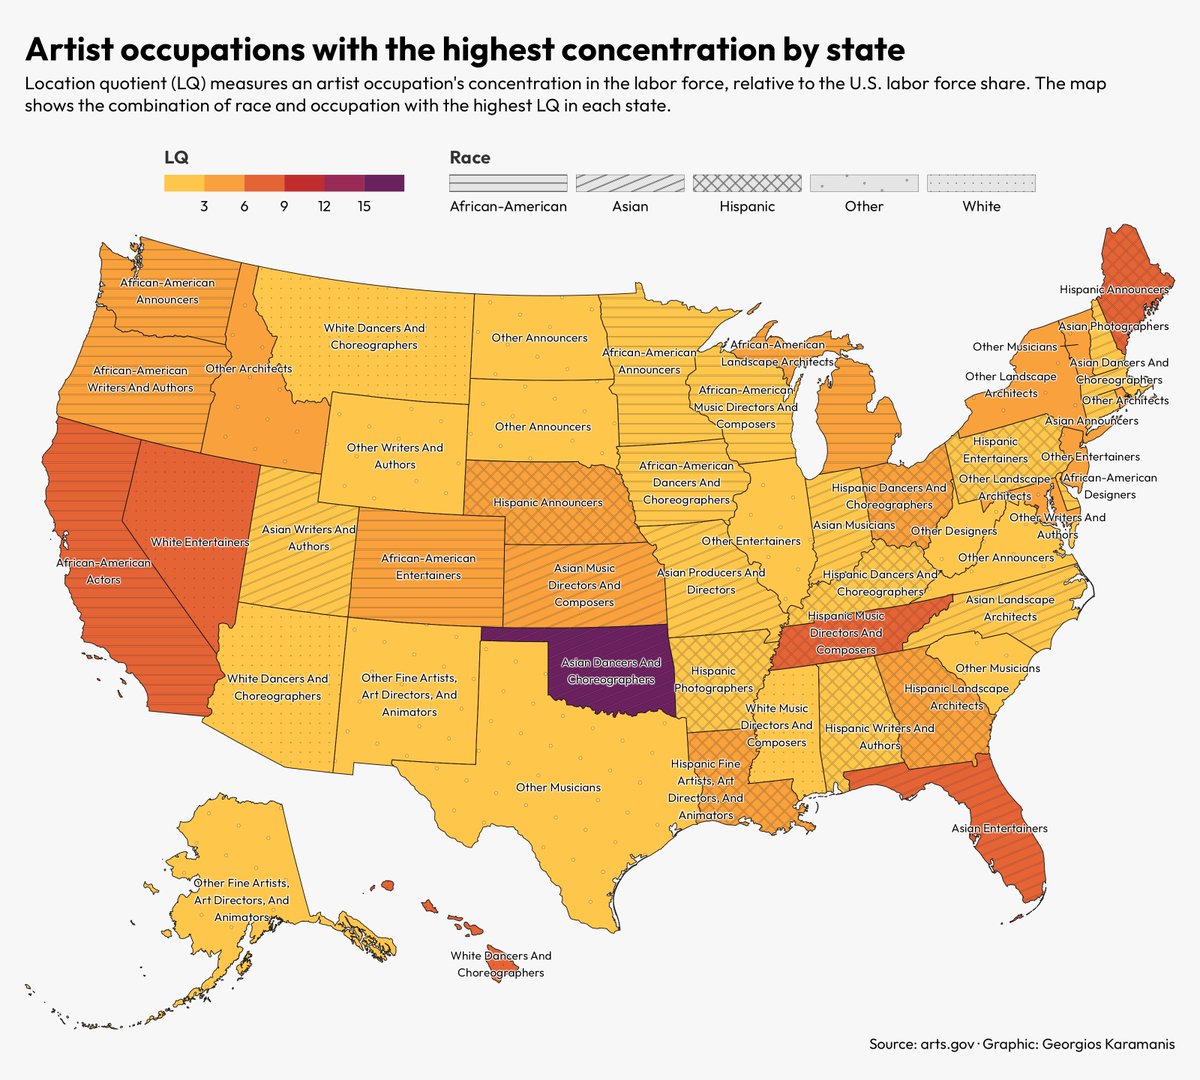 Artist occupations with the highest concentration by state
Location quotient (LQ) measures an artist occupation's concentration in the labor force, relative to the U.S. labor force share. The map
shows the combination of race and occupation with the highest LQ in each state.
LQ
3 6 9 12 15
Race
African-American
Asian
Hispanic
Other
White
African-American
Announcers
African-American
Writers And Authors
Other Architects
White Dancers And
Choreographers
Other Announcers
African-American
Announcers
African-American
Landscape Architects
Hispanic Announcers
Asian Photographers
Other Musicians
Asian Dancers And
Choreographers
Other Landscape
Architects
Other Architects
Asian Announcers
African-American
Music Directors And
Composers
Other Announcers
Other Writers And
Authors
Hispanic
Entertainers
Other Entertainers
African-American
Dancers And
Choreographers
African-American
Designers
Other Landscape
Architects
Hispanic Dancers And
Choreographers
Hispanic Announcers
Other Writers And
Authors
Asian Musicians
Other Designers
Asian Writers And
Authors
White Entertainers
Other Entertainers
Other Announcers
African-American
Actors
African-American
Entertainers
Asian Music
Directors And
Composers
Asian Producers And
Directors
Hispanic Dancers And
Choreographers
Asian Landscape
Architects
Hispanic Music
Directors And
Composers
Asian Dancers And
Choreographers
Hispanic
Photographers
Other Musicians
White Dancers And
Choreographers
Other Fine Artists,
Art Directors, And
Animators
Hispanic Landscape
Architects
White Music
Directors And
Composers
Hispanic Writers And
Authors
Other Musicians
Hispanic Fine
Artists, Art
Directors, And
Animators
Asian Entertainers
Other Fine Artists,
Art Directors, And
Animators
White Dancers And
Choreographers
Source: arts.gov · Graphic: Georgios Karamanis